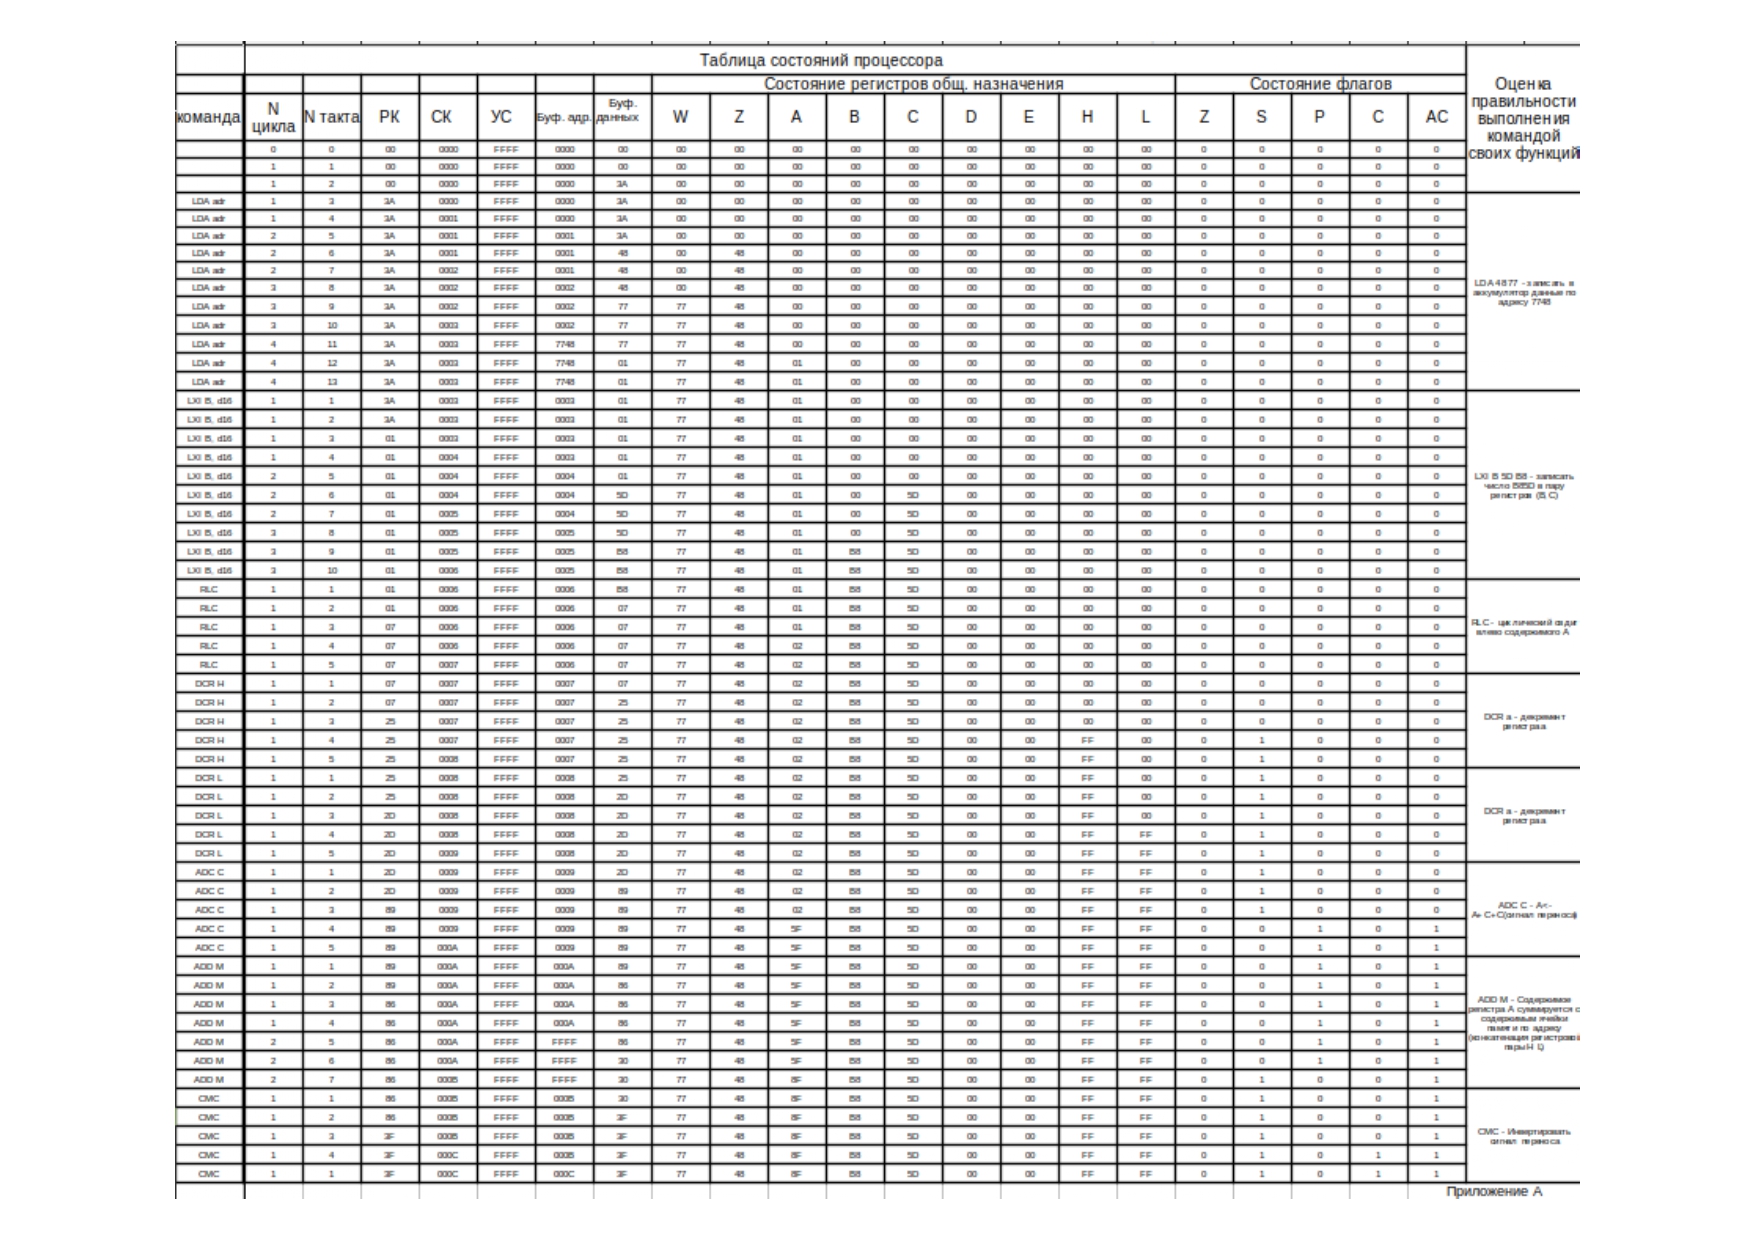 Таблица состояний процессора
Состояние регистров общ. назначения Состояние флагов
команда N цикла N такта РК СК УС Буф. адр. Буф. данных W Z A B C D E H L Z S P C AC
Оценка
правильности
выполнения
командой
своих функций
0 0 00 0000 FFFF 0000 00 00 00 00 00 00 00 00 00 00 0 0 0 0 0
1 1 00 0000 FFFF 0000 00 00 00 00 00 00 00 00 00 00 0 0 0 0 0
1 2 00 0000 FFFF 0000 3A 00 00 00 00 00 00 00 00 00 0 0 0 0 0
LDA adr 1 3 3A 0000 FFFF 0000 3A 00 00 00 00 00 00 00 00 00 0 0 0 0 0
LDA adr 1 4 3A 0001 FFFF 0000 3A 00 00 00 00 00 00 00 00 00 0 0 0 0 0
LDA adr 2 5 3A 0001 FFFF 0001 3A 00 00 00 00 00 00 00 00 00 0 0 0 0 0
LDA adr 2 6 3A 0001 FFFF 0001 48 00 48 00 00 00 00 00 00 00 0 0 0 0 0
LDA adr 2 7 3A 0002 FFFF 0001 48 00 48 00 00 00 00 00 00 00 0 0 0 0 0
LDA adr 3 8 3A 0002 FFFF 0002 48 00 48 00 00 00 00 00 00 00 0 0 0 0 0
LDA adr 3 9 3A 0002 FFFF 0002 77 77 48 00 00 00 00 00 00 00 0 0 0 0 0
LDA adr 3 10 3A 0003 FFFF 0002 77 77 48 00 00 00 00 00 00 00 0 0 0 0 0
LDA adr 4 11 3A 0003 FFFF 7748 77 77 48 00 00 00 00 00 00 00 0 0 0 0 0
LDA adr 4 12 3A 0003 FFFF 7748 01 77 48 01 00 00 00 00 00 00 0 0 0 0 0
LDA adr 4 13 3A 0003 FFFF 7748 01 77 48 01 00 00 00 00 00 00 0 0 0 0 0
LDA 4877 - записать в
аккумулятор данные по
адресу 7748
LXI B, d16 1 1 3A 0003 FFFF 0003 01 77 48 01 00 00 00 00 00 00 0 0 0 0 0
LXI B, d16 1 2 3A 0003 FFFF 0003 01 77 48 01 00 00 00 00 00 00 0 0 0 0 0
LXI B, d16 1 3 01 0003 FFFF 0003 01 77 48 01 00 00 00 00 00 00 0 0 0 0 0
LXI B, d16 1 4 01 0004 FFFF 0003 01 77 48 01 00 00 00 00 00 00 0 0 0 0 0
LXI B, d16 2 5 01 0004 FFFF 0004 01 77 48 01 00 00 00 00 00 00 0 0 0 0 0
LXI B, d16 2 6 01 0004 FFFF 0004 5D 77 48 01 00 5D 00 00 00 00 0 0 0 0 0
LXI B, d16 2 7 01 0005 FFFF 0004 5D 77 48 01 00 5D 00 00 00 00 0 0 0 0 0
LXI B, d16 3 8 01 0005 FFFF 0005 5D 77 48 01 00 5D 00 00 00 00 0 0 0 0 0
LXI B, d16 3 9 01 0005 FFFF 0005 B8 77 48 01 B8 5D 00 00 00 00 0 0 0 0 0
LXI B, d16 3 10 01 0006 FFFF 0005 B8 77 48 01 B8 5D 00 00 00 00 0 0 0 0 0
LXI B 5D B8 - записать
число B85D в пару
регистров (B,C)
RLC 1 1 01 0006 FFFF 0006 B8 77 48 01 B8 5D 00 00 00 00 0 0 0 0 0
RLC 1 2 01 0006 FFFF 0006 07 77 48 01 B8 5D 00 00 00 00 0 0 0 0 0
RLC 1 3 07 0006 FFFF 0006 07 77 48 01 B8 5D 00 00 00 00 0 0 0 0 0
RLC 1 4 07 0006 FFFF 0006 07 77 48 02 B8 5D 00 00 00 00 0 0 0 0 0
RLC 1 5 07 0007 FFFF 0006 07 77 48 02 B8 5D 00 00 00 00 0 0 0 0 0
RLC - циклический сдвиг
влево содержимого А
DCR H 1 1 07 0007 FFFF 0007 07 77 48 02 B8 5D 00 00 00 00 0 0 0 0 0
DCR H 1 2 07 0007 FFFF 0007 25 77 48 02 B8 5D 00 00 00 00 0 0 0 0 0
DCR H 1 3 25 0007 FFFF 0007 25 77 48 02 B8 5D 00 00 00 00 0 0 0 0 0
DCR H 1 4 25 0007 FFFF 0007 25 77 48 02 B8 5D 00 00 FF 00 0 1 0 0 0
DCR H 1 5 25 0008 FFFF 0007 25 77 48 02 B8 5D 00 00 FF 00 0 1 0 0 0
DCR a - декремент
регистра а
DCR L 1 1 25 0008 FFFF 0008 25 77 48 02 B8 5D 00 00 FF 00 0 1 0 0 0
DCR L 1 2 25 0008 FFFF 0008 2D 77 48 02 B8 5D 00 00 FF 00 0 1 0 0 0
DCR L 1 3 2D 0008 FFFF 0008 2D 77 48 02 B8 5D 00 00 FF 00 0 1 0 0 0
DCR L 1 4 2D 0008 FFFF 0008 2D 77 48 02 B8 5D 00 00 FF FF 0 1 0 0 0
DCR L 1 5 2D 0009 FFFF 0008 2D 77 48 02 B8 5D 00 00 FF FF 0 1 0 0 0
DCR a - декремент
регистра а
ADC C 1 1 2D 0009 FFFF 0009 2D 77 48 02 B8 5D 00 00 FF FF 0 1 0 0 0
ADC C 1 2 2D 0009 FFFF 0009 89 77 48 02 B8 5D 00 00 FF FF 0 1 0 0 0
ADC C 1 3 89 0009 FFFF 0009 89 77 48 02 B8 5D 00 00 FF FF 0 1 0 0 0
ADC C 1 4 89 0009 FFFF 0009 89 77 48 5F B8 5D 00 00 FF FF 0 0 1 0 1
ADC C 1 5 89 000A FFFF 0009 89 77 48 5F B8 5D 00 00 FF FF 0 0 1 0 1
ADC C - A<-
A+C+C(сигнал переноса)
ADD M 1 1 89 000A FFFF 000A 89 77 48 5F B8 5D 00 00 FF FF 0 0 1 0 1
ADD M 1 2 89 000A FFFF 000A 86 77 48 5F B8 5D 00 00 FF FF 0 0 1 0 1
ADD M 1 3 86 000A FFFF 000A 86 77 48 5F B8 5D 00 00 FF FF 0 0 1 0 1
ADD M 1 4 86 000A FFFF 000A 86 77 48 5F B8 5D 00 00 FF FF 0 0 1 0 1
ADD M 2 5 86 000A FFFF FFFF 86 77 48 5F B8 5D 00 00 FF FF 0 0 1 0 1
ADD M 2 6 86 000A FFFF FFFF 30 77 48 5F B8 5D 00 00 FF FF 0 0 1 0 1
ADD M 2 7 86 000B FFFF FFFF 30 77 48 8F B8 5D 00 00 FF FF 0 1 0 0 1
ADD M - Содержимое
регистра А суммируется с
содержимым ячейки
памяти по адресу
(конкатенация регистровой
пары H L)
CMC 1 1 86 000B FFFF 000B 30 77 48 8F B8 5D 00 00 FF FF 0 1 0 0 1
CMC 1 2 86 000B FFFF 000B 3F 77 48 8F B8 5D 00 00 FF FF 0 1 0 0 1
CMC 1 3 3F 000B FFFF 000B 3F 77 48 8F B8 5D 00 00 FF FF 0 1 0 0 1
CMC 1 4 3F 000C FFFF 000B 3F 77 48 8F B8 5D 00 00 FF FF 0 1 0 1 1
CMC 1 1 3F 000C FFFF 000C 3F 77 48 8F B8 5D 00 00 FF FF 0 1 0 1 1
CMC - Инвертировать
сигнал переноса
Приложение А